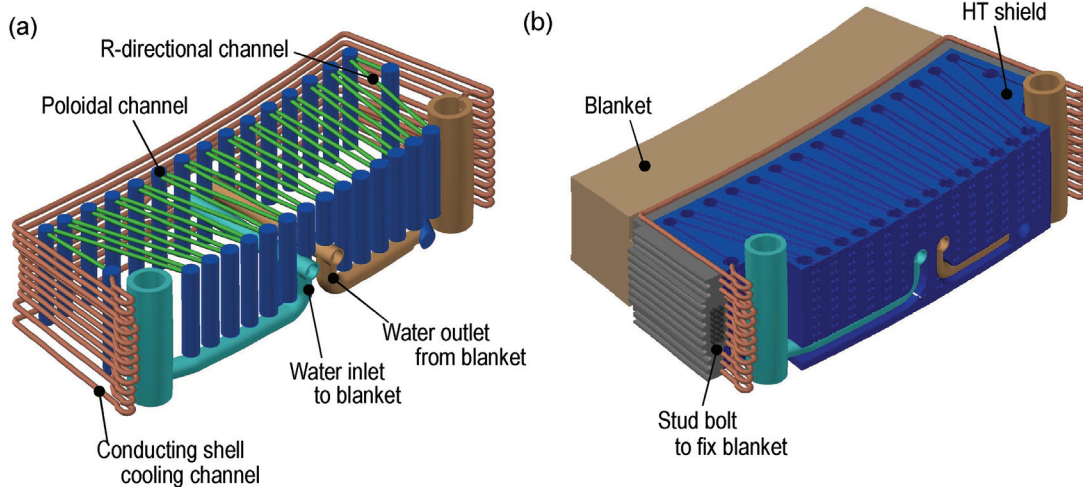 (a)
R-directional channel
Poloidal channel
Water outlet
from blanket
Water inlet
to blanket
Conducting shell
cooling channel
(b)
HT shield
Blanket
Stud bolt
to fix blanket